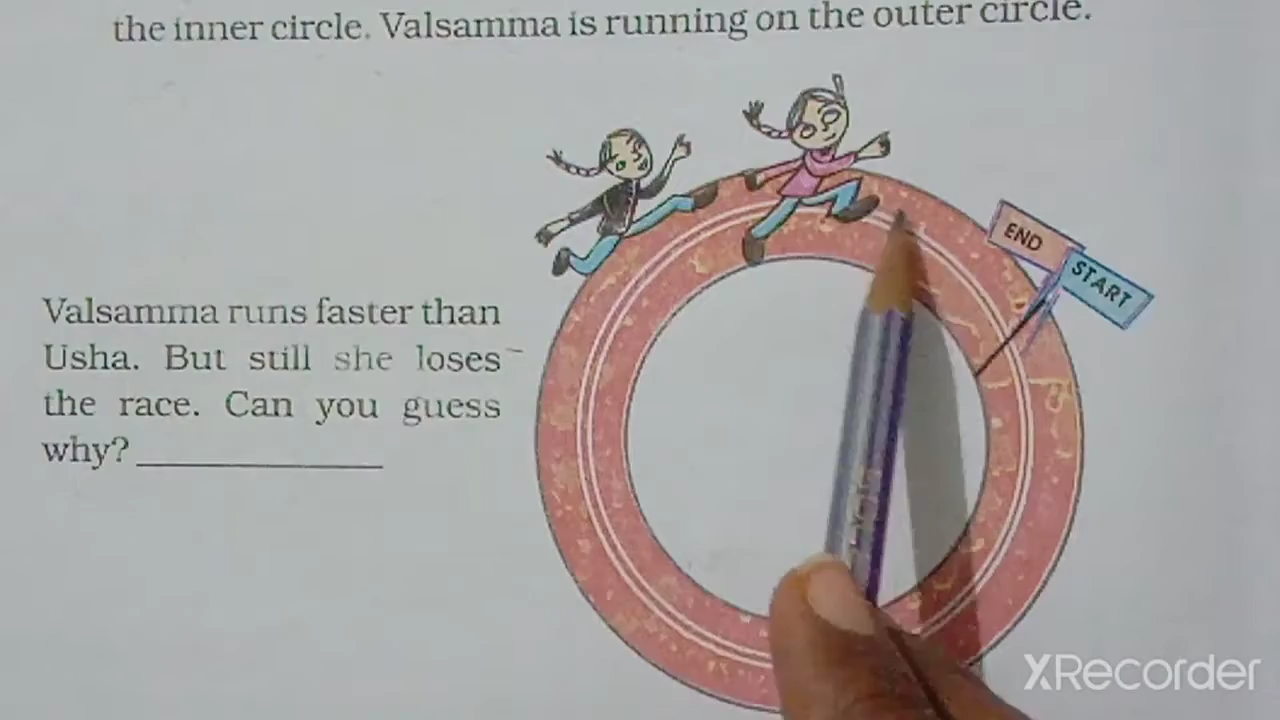 the inner circle. Valsamma is running on the outer circle.
END
START
Valsamma runs faster than
Usha. But still she loses
the race. Can you guess
why?
XRecorder